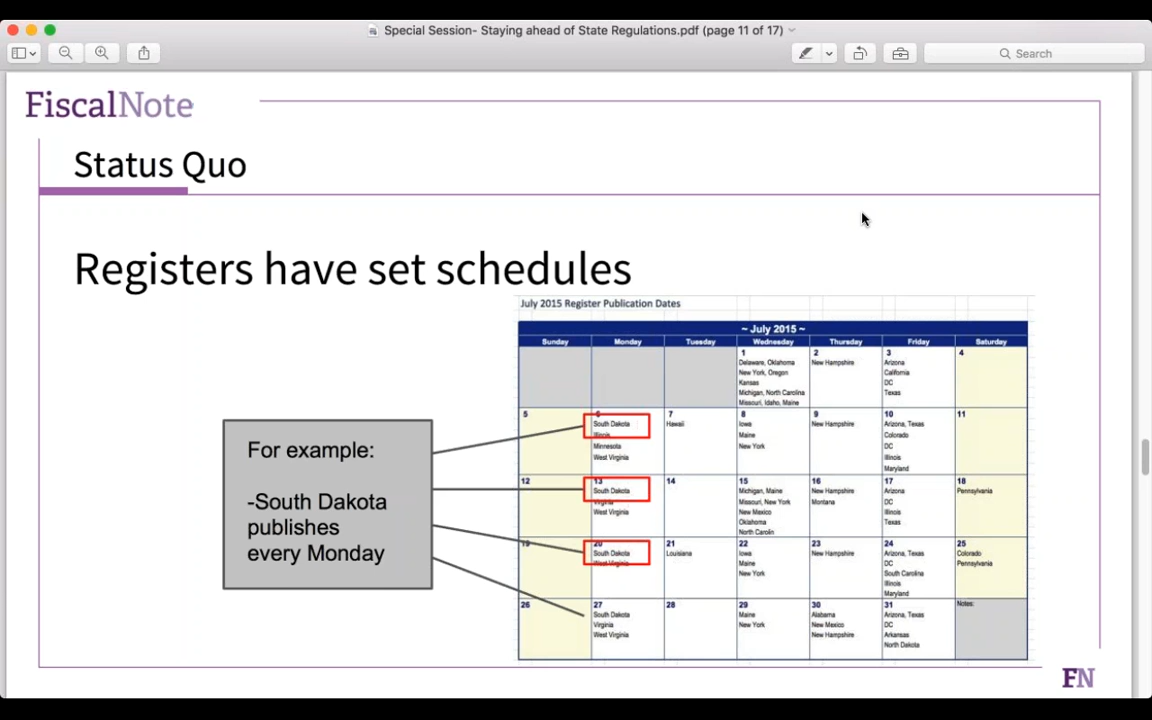 Special Session- Staying ahead of State Regulations.pdf (page 11 of 17)
Search
FiscalNote
Status Quo
Registers have set schedules
July 2015 Register Publication Dates
~ July 2015 ~
Sunday Monday Tuesday Wednesday Thursday Friday Saturday
1
Delaware, Oklahoma
New York, Oregon
Kansas
Michigan, North Carolina
Missouri, Idaho, Maine
2
New Hampshire
3
Arizona
California
DC
Texas
4
5
6
South Dakota
Illinois
Minnesota
West Virginia
7
Hawaii
8
Iowa
Maine
New York
9
New Hampshire
10
Arizona, Texas
Colorado
DC
Illinois
Maryland
11
12
13
South Dakota
Virginia
West Virginia
14
15
Michigan, Maine
Missouri, New York
New Mexico
Oklahoma
North Carolin
16
New Hampshire
Montana
17
Arizona
DC
Illinois
Texas
18
Pennsylvania
19
20
South Dakota
West Virginia
21
Louisiana
22
Iowa
Maine
New York
23
New Hampshire
24
Arizona, Texas
DC
South Carolina
Illinois
Maryland
25
Colorado
Pennsylvania
26
27
South Dakota
Virginia
West Virginia
28
29
Maine
New York
30
Alabama
New Mexico
New Hampshire
31
Arizona, Texas
DC
Arkansas
North Dakota
Notes:
For example:
-South Dakota
publishes
every Monday
FN